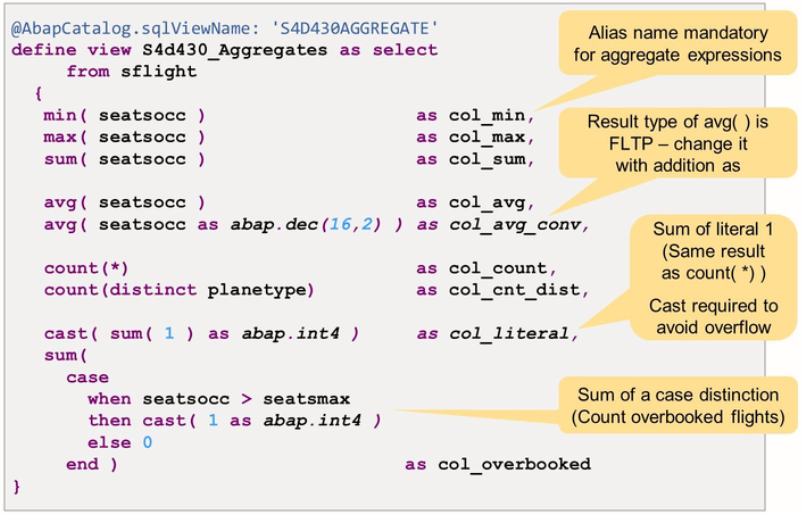 @AbapCatalog.sqlViewName: 'S4D430AGGREGATE'
define view S4d430_Aggregates as select
from sflight
{
min( seatsocc ) as col_min,
max( seatsocc ) as col_max,
sum( seatsocc ) as col_sum,
avg( seatsocc ) as col_avg,
avg( seatsocc as abap.dec(16,2) ) as col_avg_conv,
count(*) as col_count,
count(distinct planetype) as col_cnt_dist,
cast( sum( 1 ) as abap.int4 ) as col_literal,
sum(
case
when seatsocc > seatsmax
then cast( 1 as abap.int4 )
else 0
end ) as col_overbooked
}
Alias name mandatory
for aggregate expressions
Result type of avg( ) is
FLTP – change it
with addition as
Sum of literal 1
(Same result
as count( *) )
Cast required to
avoid overflow
Sum of a case distinction
(Count overbooked flights)